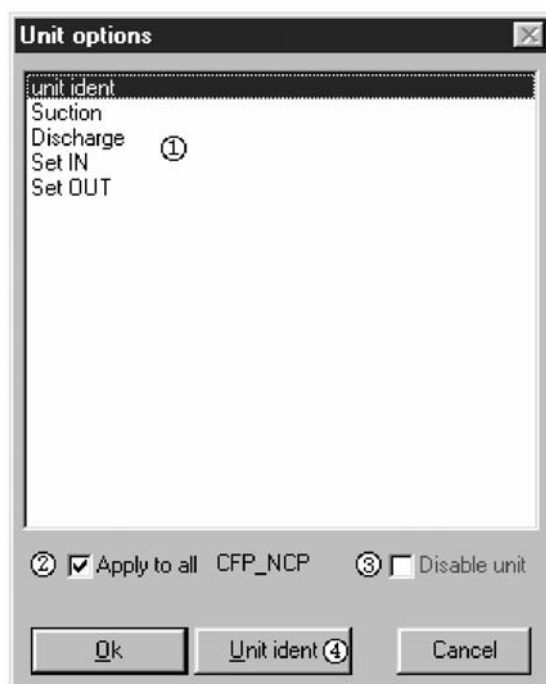 Unit options
unit ident
Suction
Discharge
①
Set IN
Set OUT
② Apply to all CFP_NCP ③ Disable unit
Ok Unit ident ④ Cancel